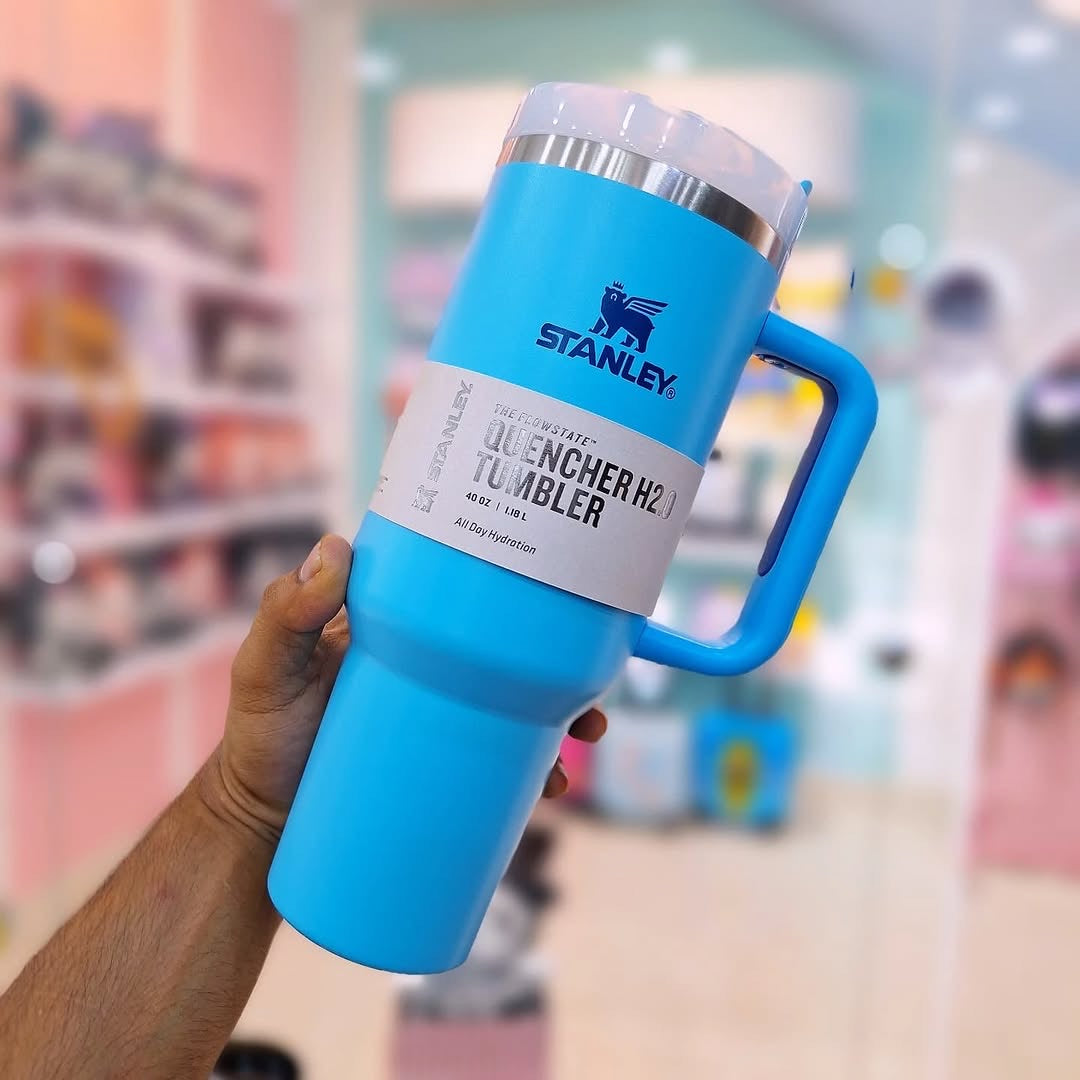 STANLEY®
STANLEY
THE FLOWSTATE™
QUENCHER H2.0
TUMBLER
40 OZ | 1.18 L
All Day Hydration